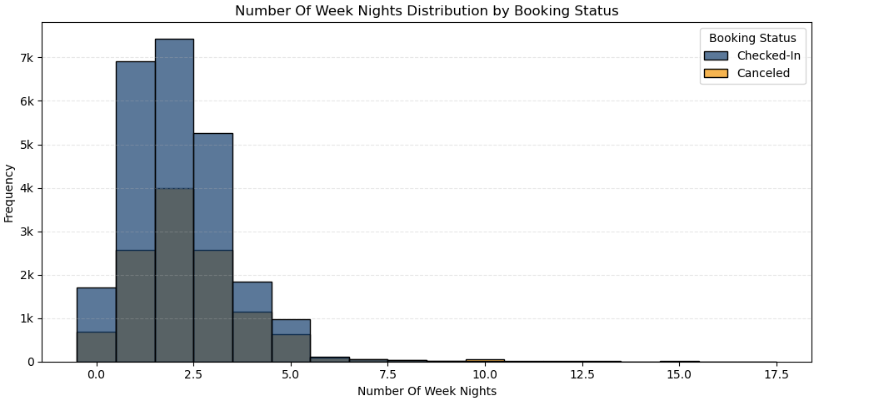 Number Of Week Nights Distribution by Booking Status
Booking Status
Checked-In
Canceled
Frequency
7k
6k
5k
4k
3k
2k
1k
0
0.0 2.5 5.0 7.5 10.0 12.5 15.0 17.5
Number Of Week Nights